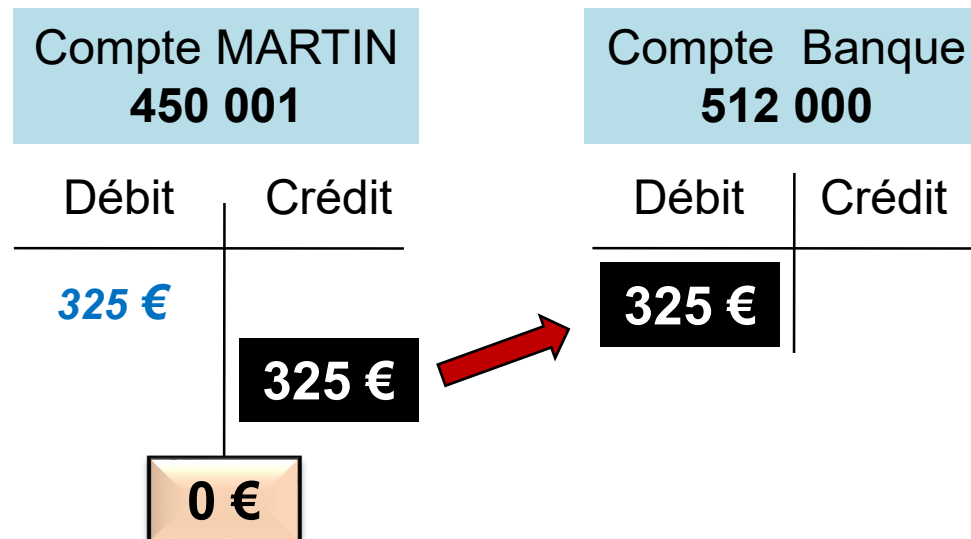 Compte MARTIN
450 001
Débit Crédit
325 €
325 €
0 €
Compte Banque
512 000
Débit Crédit
325 €